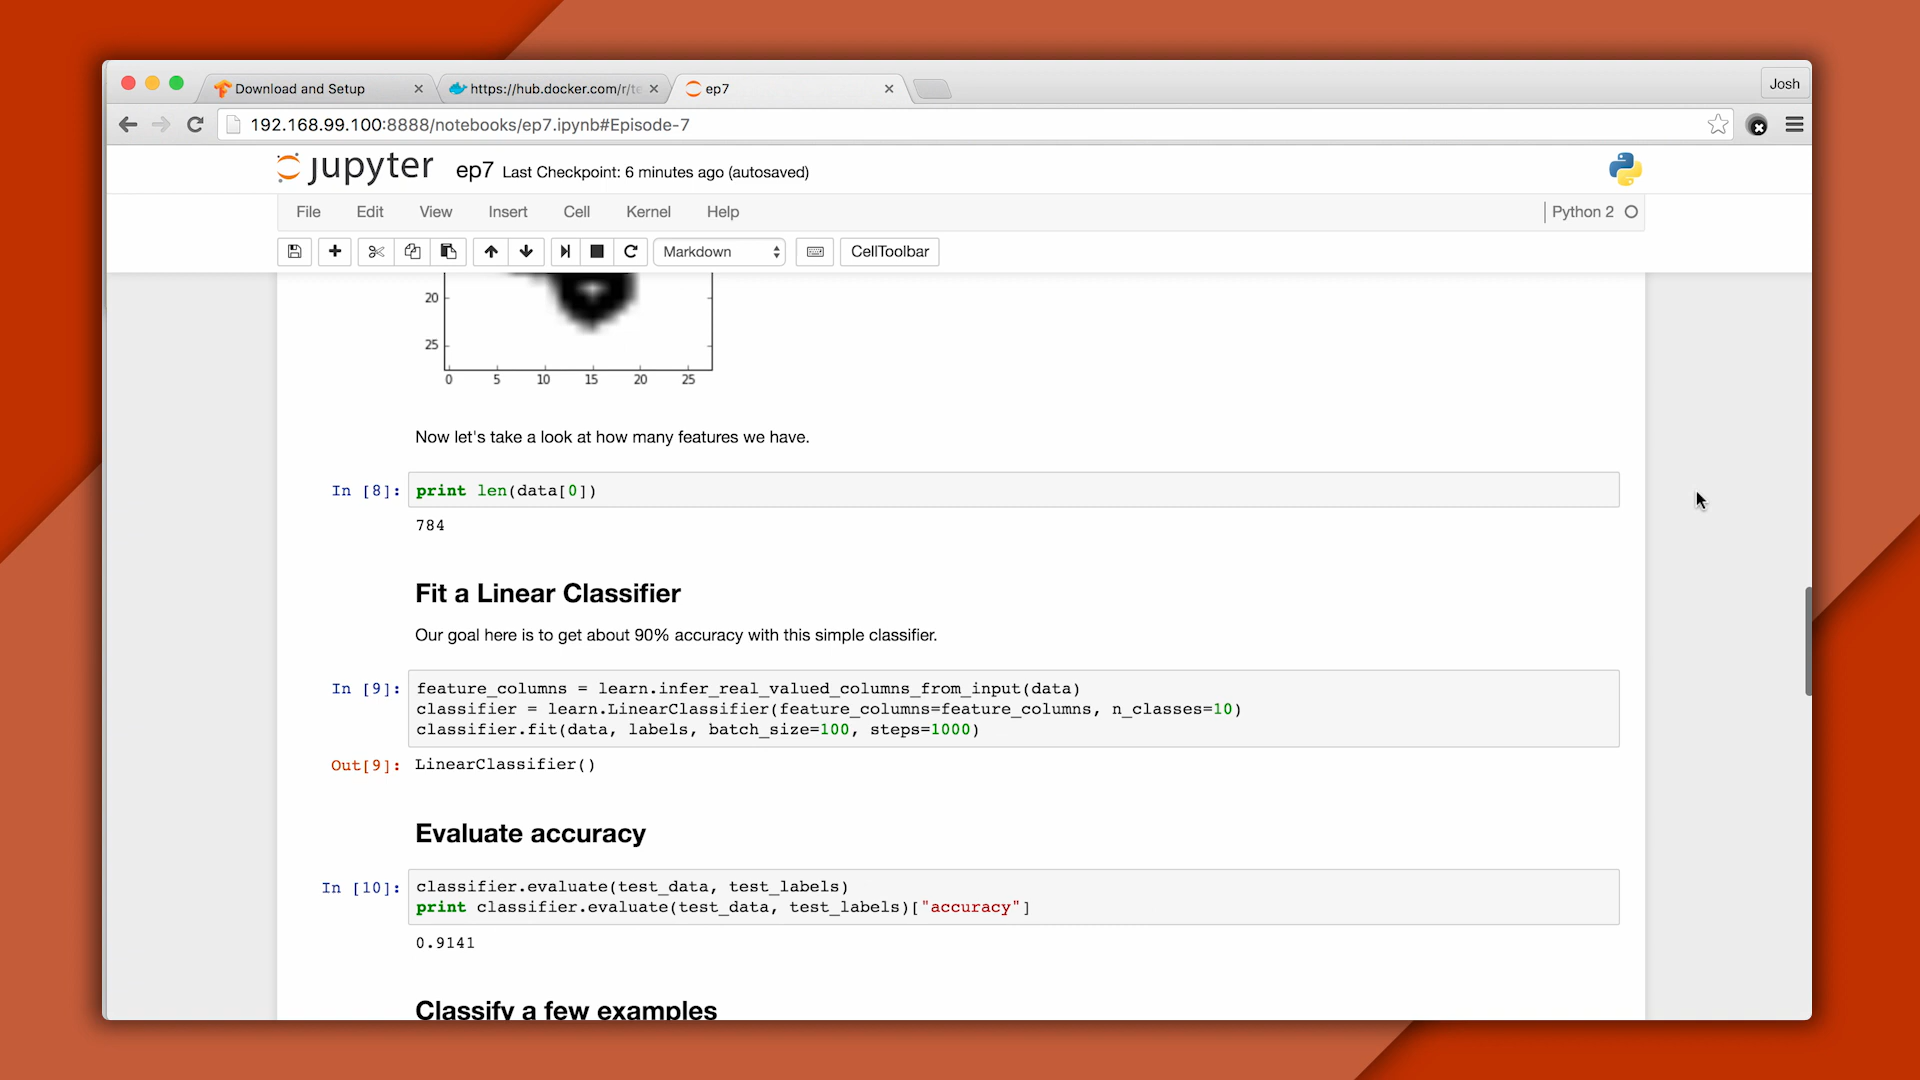 Download and Setup
https://hub.docker.com/r/te
ep7
Josh
192.168.99.100:8888/notebooks/ep7.ipynb#Episode-7
jupyter ep7 Last Checkpoint: 6 minutes ago (autosaved)
File Edit View Insert Cell Kernel Help Python 2
Markdown CellToolbar
20
25
0 5 10 15 20 25
Now let's take a look at how many features we have.
In [8]: print len(data[0])
784
Fit a Linear Classifier
Our goal here is to get about 90% accuracy with this simple classifier.
In [9]: feature_columns = learn.infer_real_valued_columns_from_input(data)
classifier = learn.LinearClassifier(feature_columns=feature_columns, n_classes=10)
classifier.fit(data, labels, batch_size=100, steps=1000)
Out[9]: LinearClassifier()
Evaluate accuracy
In [10]: classifier.evaluate(test_data, test_labels)
print classifier.evaluate(test_data, test_labels)["accuracy"]
0.9141
Classify a few examples